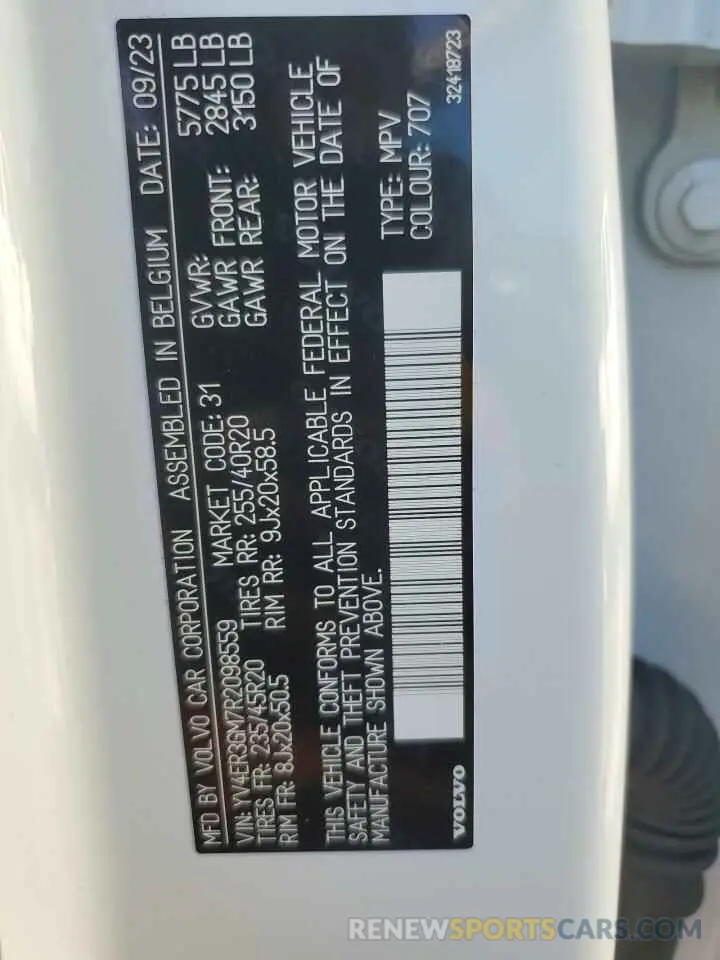 MFD BY VOLVO CAR CORPORATION ASSEMBLED IN BELGIUM DATE: 09/23
VIN: YV4ER3GM7R2098559 MARKET CODE: 31 GVWR: 5775 LB
TIRES FR: 235/45R20 TIRES RR: 255/40R20 GAWR FRONT: 2845 LB
RIM FR: 8Jx20x50.5 RIM RR: 9Jx20x58.5 GAWR REAR: 3150 LB
THIS VEHICLE CONFORMS TO ALL APPLICABLE FEDERAL MOTOR VEHICLE
SAFETY AND THEFT PREVENTION STANDARDS IN EFFECT ON THE DATE OF
MANUFACTURE SHOWN ABOVE.
TYPE: MPV
COLOUR: 707
VOLVO 32418723
RENEWSPORTSCARS.COM